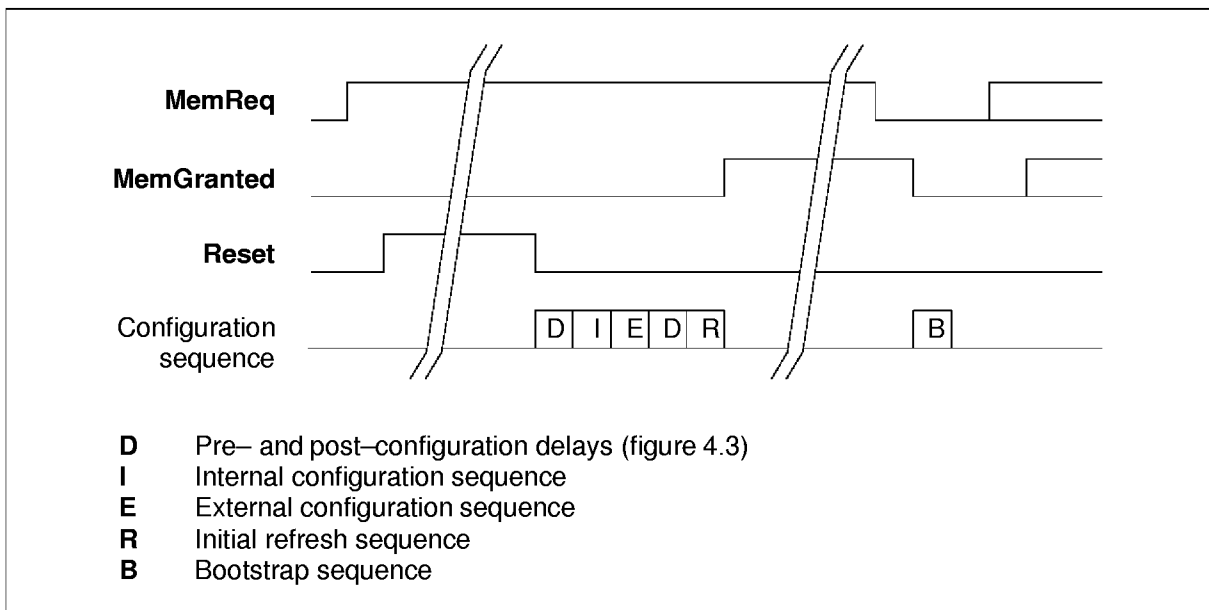 MemReq
MemGranted
Reset
Configuration
sequence
D I E D R B
D Pre– and post–configuration delays (figure 4.3)
I Internal configuration sequence
E External configuration sequence
R Initial refresh sequence
B Bootstrap sequence